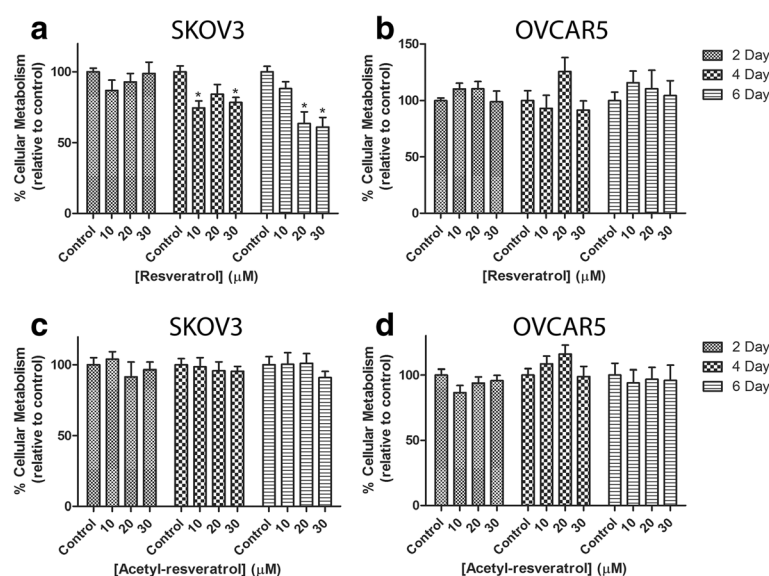 a
SKOV3
% Cellular Metabolism
(relative to control)
100
50
0
* * * *
Control 10 20 30 Control 10 20 30 Control 10 20 30
[Resveratrol] (μM)
b
OVCAR5
% Cellular Metabolism
(relative to control)
150
100
50
0
Control 10 20 30 Control 10 20 30 Control 10 20 30
[Resveratrol] (μM)
2 Day
4 Day
6 Day
c
SKOV3
% Cellular Metabolism
(relative to control)
100
50
0
Control 10 20 30 Control 10 20 30 Control 10 20 30
[Acetyl-resveratrol] (μM)
d
OVCAR5
% Cellular Metabolism
(relative to control)
100
50
0
Control 10 20 30 Control 10 20 30 Control 10 20 30
[Acetyl-resveratrol] (μM)
2 Day
4 Day
6 Day